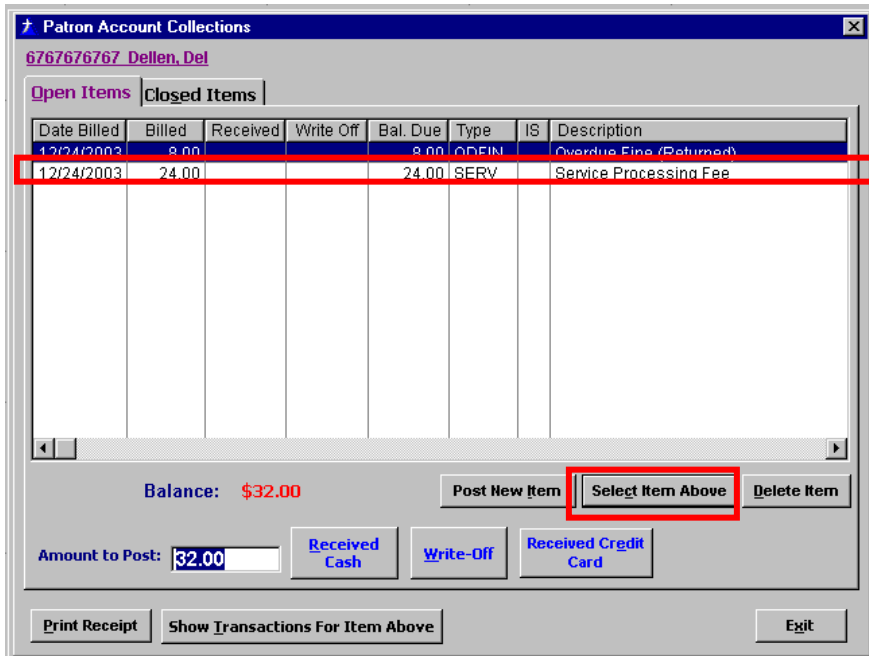 Patron Account Collections
6767676767 Dellen, Del
Open Items Closed Items
Date Billed Billed Received Write Off Bal. Due Type IS Description
12/24/2003 8.00 8.00 ODFIN Overdue Fine (Returned)
12/24/2003 24.00 24.00 SERV Service Processing Fee
Balance: $32.00 Post New Item Select Item Above Delete Item
Amount to Post: 32.00 Received Cash Write-Off Received Credit Card
Print Receipt Show Transactions For Item Above Exit